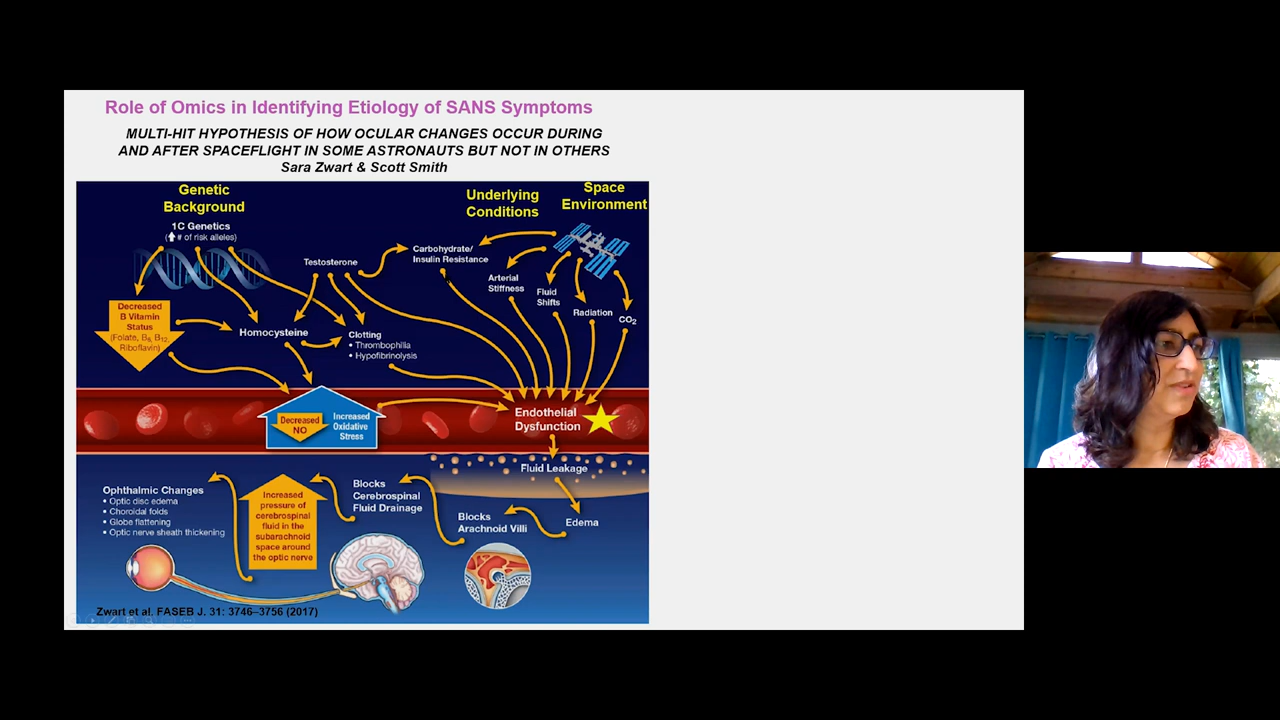 Role of Omics in Identifying Etiology of SANS Symptoms
MULTI-HIT HYPOTHESIS OF HOW OCULAR CHANGES OCCUR DURING
AND AFTER SPACEFLIGHT IN SOME ASTRONAUTS BUT NOT IN OTHERS
Sara Zwart & Scott Smith
Genetic
Background
Underlying
Conditions
Space
Environment
1C Genetics
(⬆ # of risk alleles)
Testosterone
Carbohydrate/
Insulin Resistance
Arterial
Stiffness
Fluid
Shifts
Radiation
CO₂
Decreased
B Vitamin
Status
(Folate, B₆, B₁₂,
Riboflavin)
Homocysteine
Clotting
• Thrombophilia
• Hypofibrinolysis
Decreased
NO
Increased
Oxidative
Stress
Endothelial
Dysfunction
Fluid Leakage
Edema
Blocks
Arachnoid Villi
Blocks
Cerebrospinal
Fluid Drainage
Increased
pressure of
cerebrospinal
fluid in the
subarachnoid
space around
the optic nerve
Ophthalmic Changes
• Optic disc edema
• Choroidal folds
• Globe flattening
• Optic nerve sheath thickening
Zwart et al, FASEB J. 31: 3746–3756 (2017)